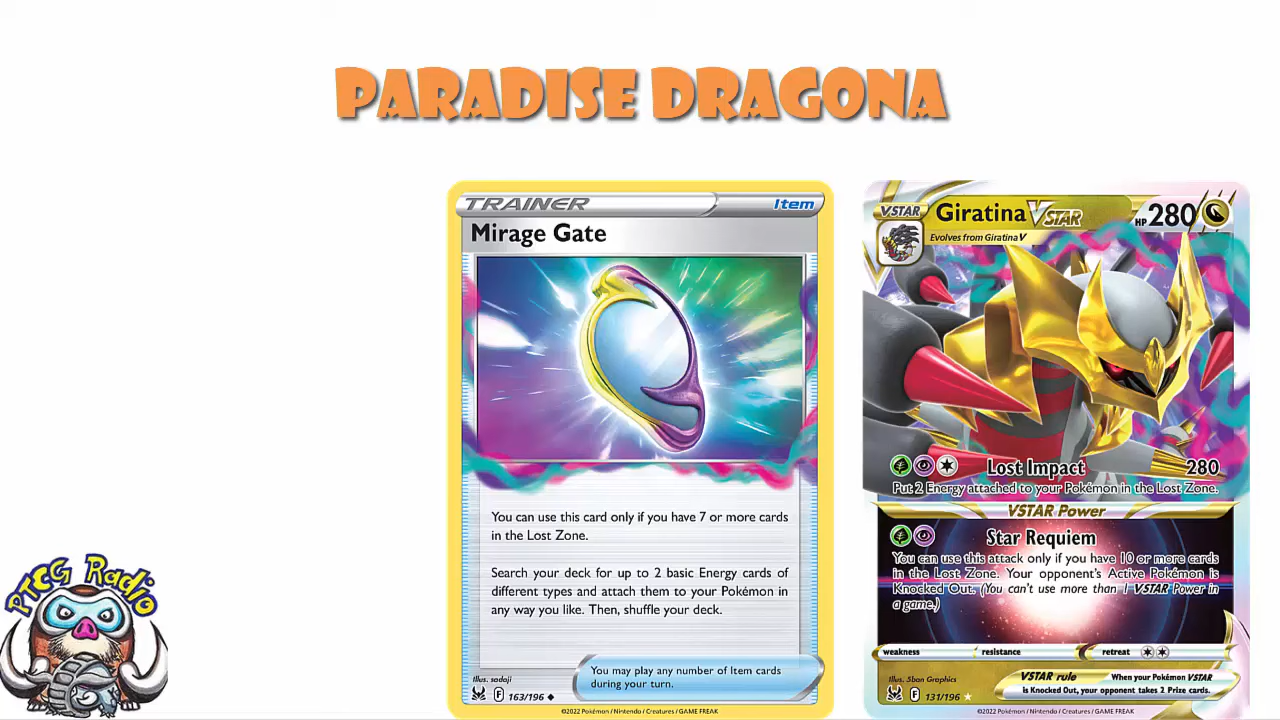 PARADISE DRAGONA
TRAINER
Item
Mirage Gate
You can use this card only if you have 7 or more cards
in the Lost Zone.
Search your deck for up to 2 basic Energy cards of
different types and attach them to your Pokémon in
any way you like. Then, shuffle your deck.
You may play any number of Item cards
during your turn.
Illus. sadaji
F 163/196
©2022 Pokémon / Nintendo / Creatures / GAME FREAK
VSTAR
Giratina VSTAR
HP 280
Evolves from Giratina V
Lost Impact 280
Put 2 Energy attached to your Pokémon in the Lost Zone.
VSTAR Power
Star Requiem
You can use this attack only if you have 10 or more cards
in the Lost Zone. Your opponent's Active Pokémon is
Knocked Out. (You can't use more than 1 VSTAR Power in
a game.)
weakness resistance retreat
Illus. 5ban Graphics
F 131/196
VSTAR rule When your Pokémon VSTAR
is Knocked Out, your opponent takes 2 Prize cards.
©2022 Pokémon / Nintendo / Creatures / GAME FREAK
PTCG Radio